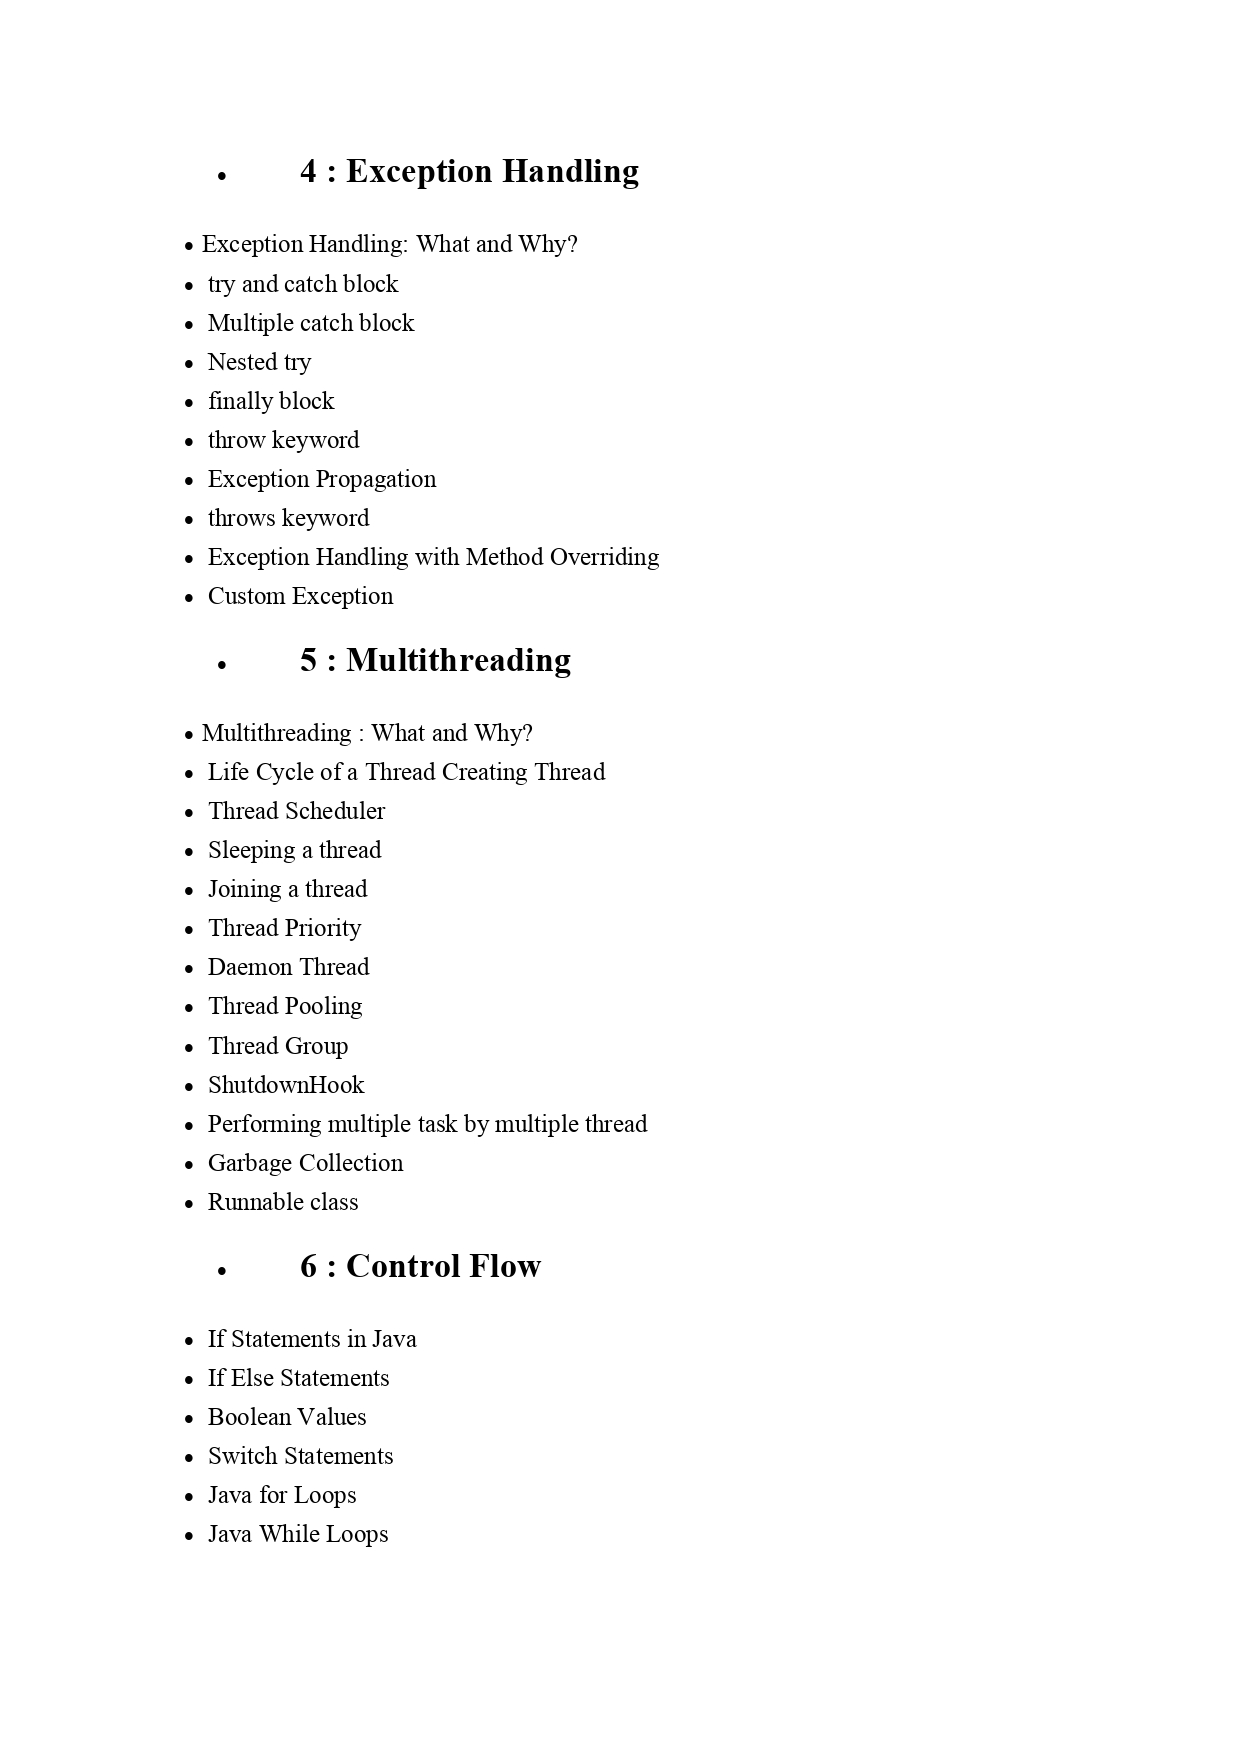 • 4 : Exception Handling
• Exception Handling: What and Why?
• try and catch block
• Multiple catch block
• Nested try
• finally block
• throw keyword
• Exception Propagation
• throws keyword
• Exception Handling with Method Overriding
• Custom Exception
• 5 : Multithreading
• Multithreading : What and Why?
• Life Cycle of a Thread Creating Thread
• Thread Scheduler
• Sleeping a thread
• Joining a thread
• Thread Priority
• Daemon Thread
• Thread Pooling
• Thread Group
• ShutdownHook
• Performing multiple task by multiple thread
• Garbage Collection
• Runnable class
• 6 : Control Flow
• If Statements in Java
• If Else Statements
• Boolean Values
• Switch Statements
• Java for Loops
• Java While Loops